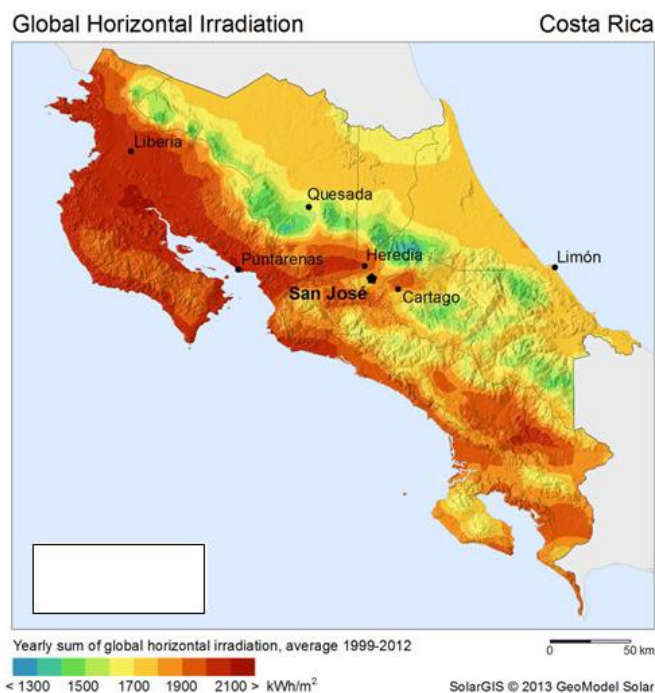 Global Horizontal Irradiation Costa Rica
Liberia
Quesada
Puntarenas
Heredia
Limón
San José
Cartago
Yearly sum of global horizontal irradiation, average 1999-2012
0 50 km
< 1300 1500 1700 1900 2100 > kWh/m²
SolarGIS © 2013 GeoModel Solar